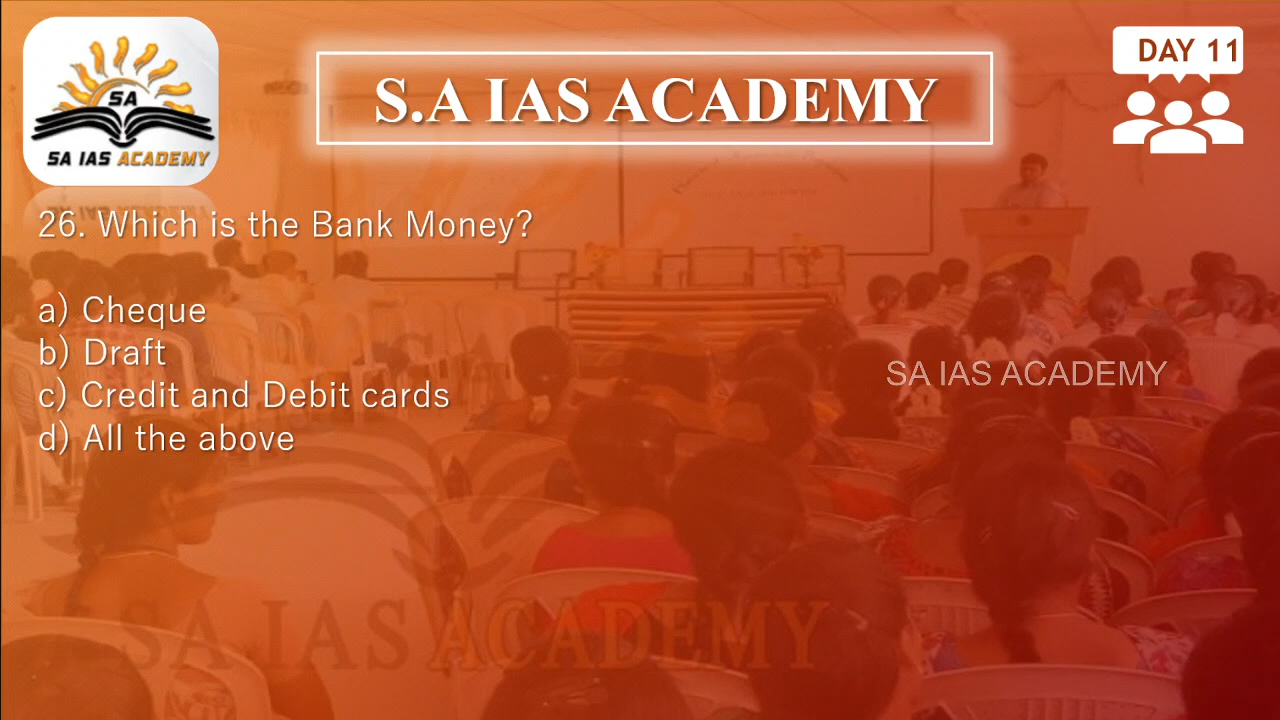 SA
SA IAS ACADEMY
S.A IAS ACADEMY
DAY 11
26. Which is the Bank Money?
a) Cheque
b) Draft
c) Credit and Debit cards
d) All the above
SA IAS ACADEMY
SA IAS ACADEMY